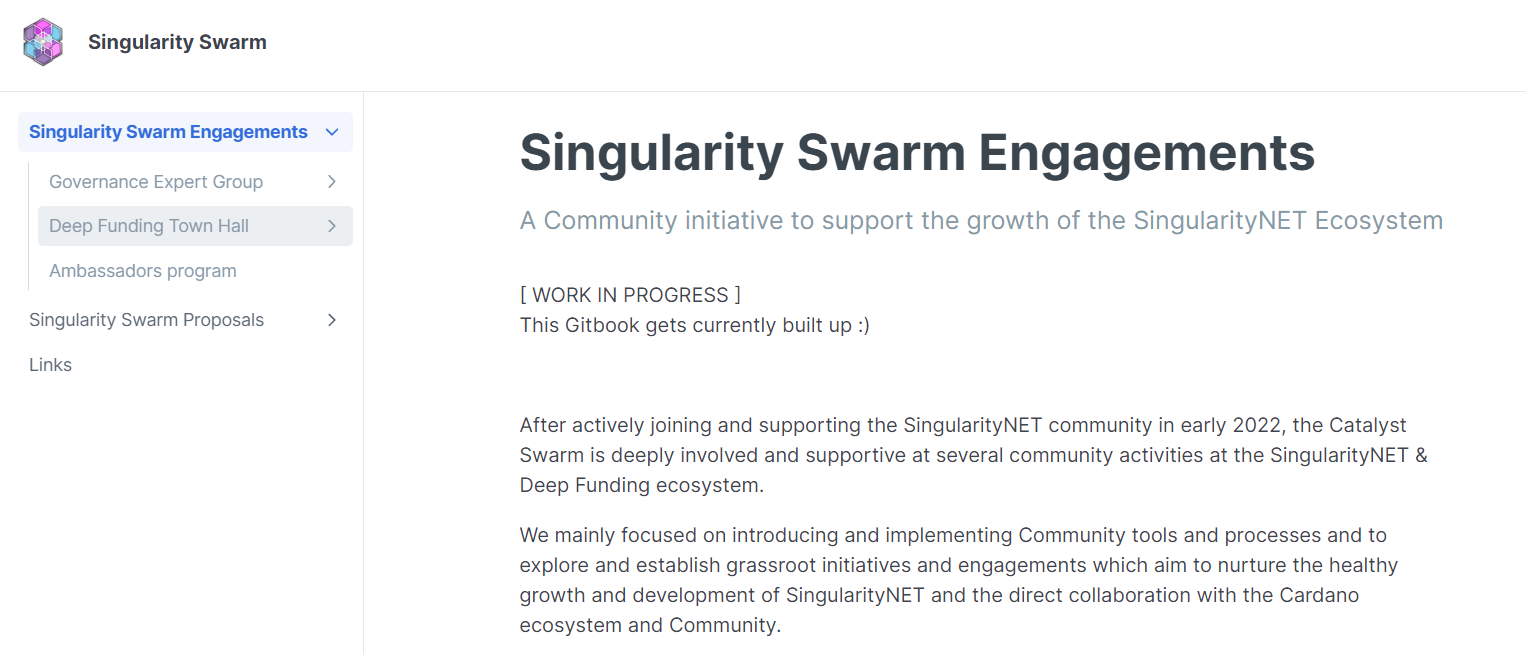 Singularity Swarm
Singularity Swarm Engagements
Governance Expert Group
Deep Funding Town Hall
Ambassadors program
Singularity Swarm Proposals
Links
Singularity Swarm Engagements
A Community initiative to support the growth of the SingularityNET Ecosystem
[ WORK IN PROGRESS ]
This Gitbook gets currently built up :)
After actively joining and supporting the SingularityNET community in early 2022, the Catalyst
Swarm is deeply involved and supportive at several community activities at the SingularityNET &
Deep Funding ecosystem.
We mainly focused on introducing and implementing Community tools and processes and to
explore and establish grassroot initiatives and engagements which aim to nurture the healthy
growth and development of SingularityNET and the direct collaboration with the Cardano
ecosystem and Community.